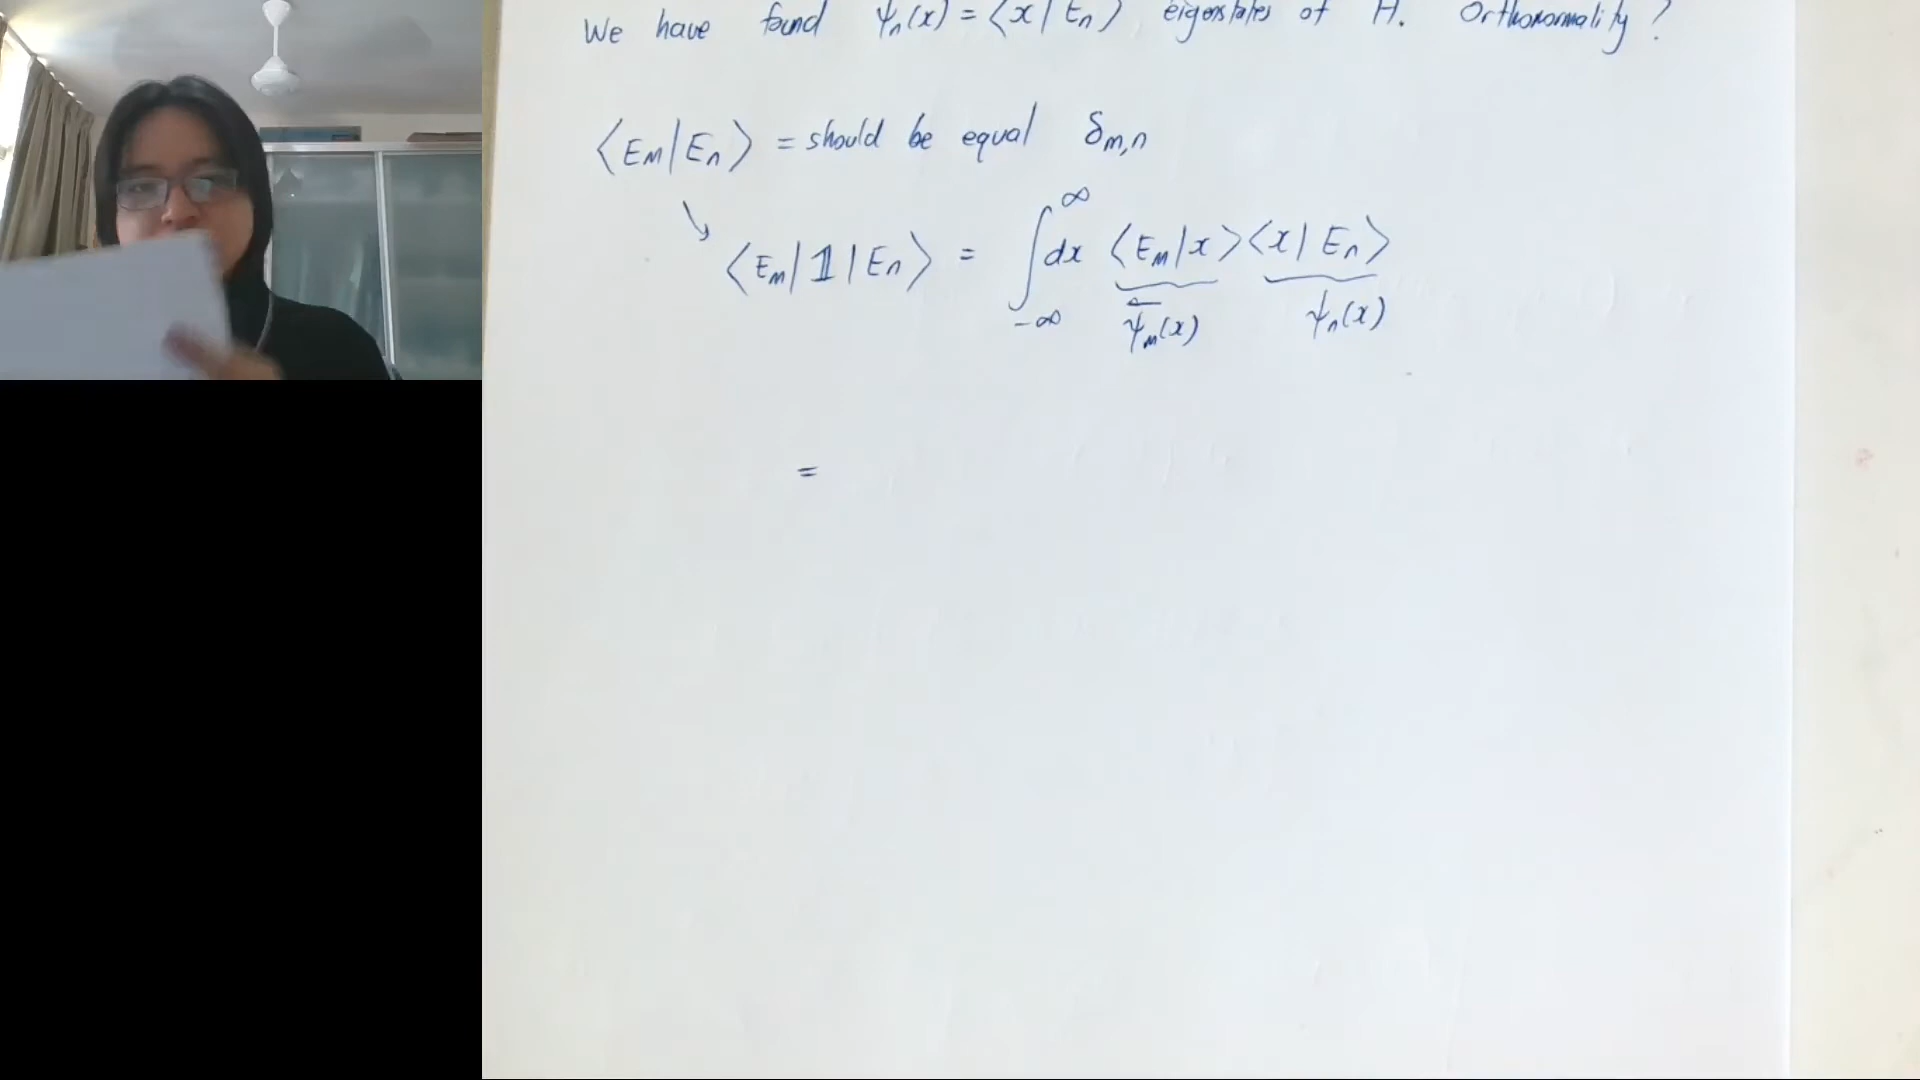 We have found ψₙ(x) = ⟨x|Eₙ⟩ eigenstates of H. Orthonormality?
⟨Eₘ|Eₙ⟩ = should be equal δₘ,ₙ
↘ ⟨Eₘ|𝟙|Eₙ⟩ = ∫_{-∞}^{∞} dx ⟨Eₘ|x⟩⟨x|Eₙ⟩
ψ̅ₘ(x) ψₙ(x)
=